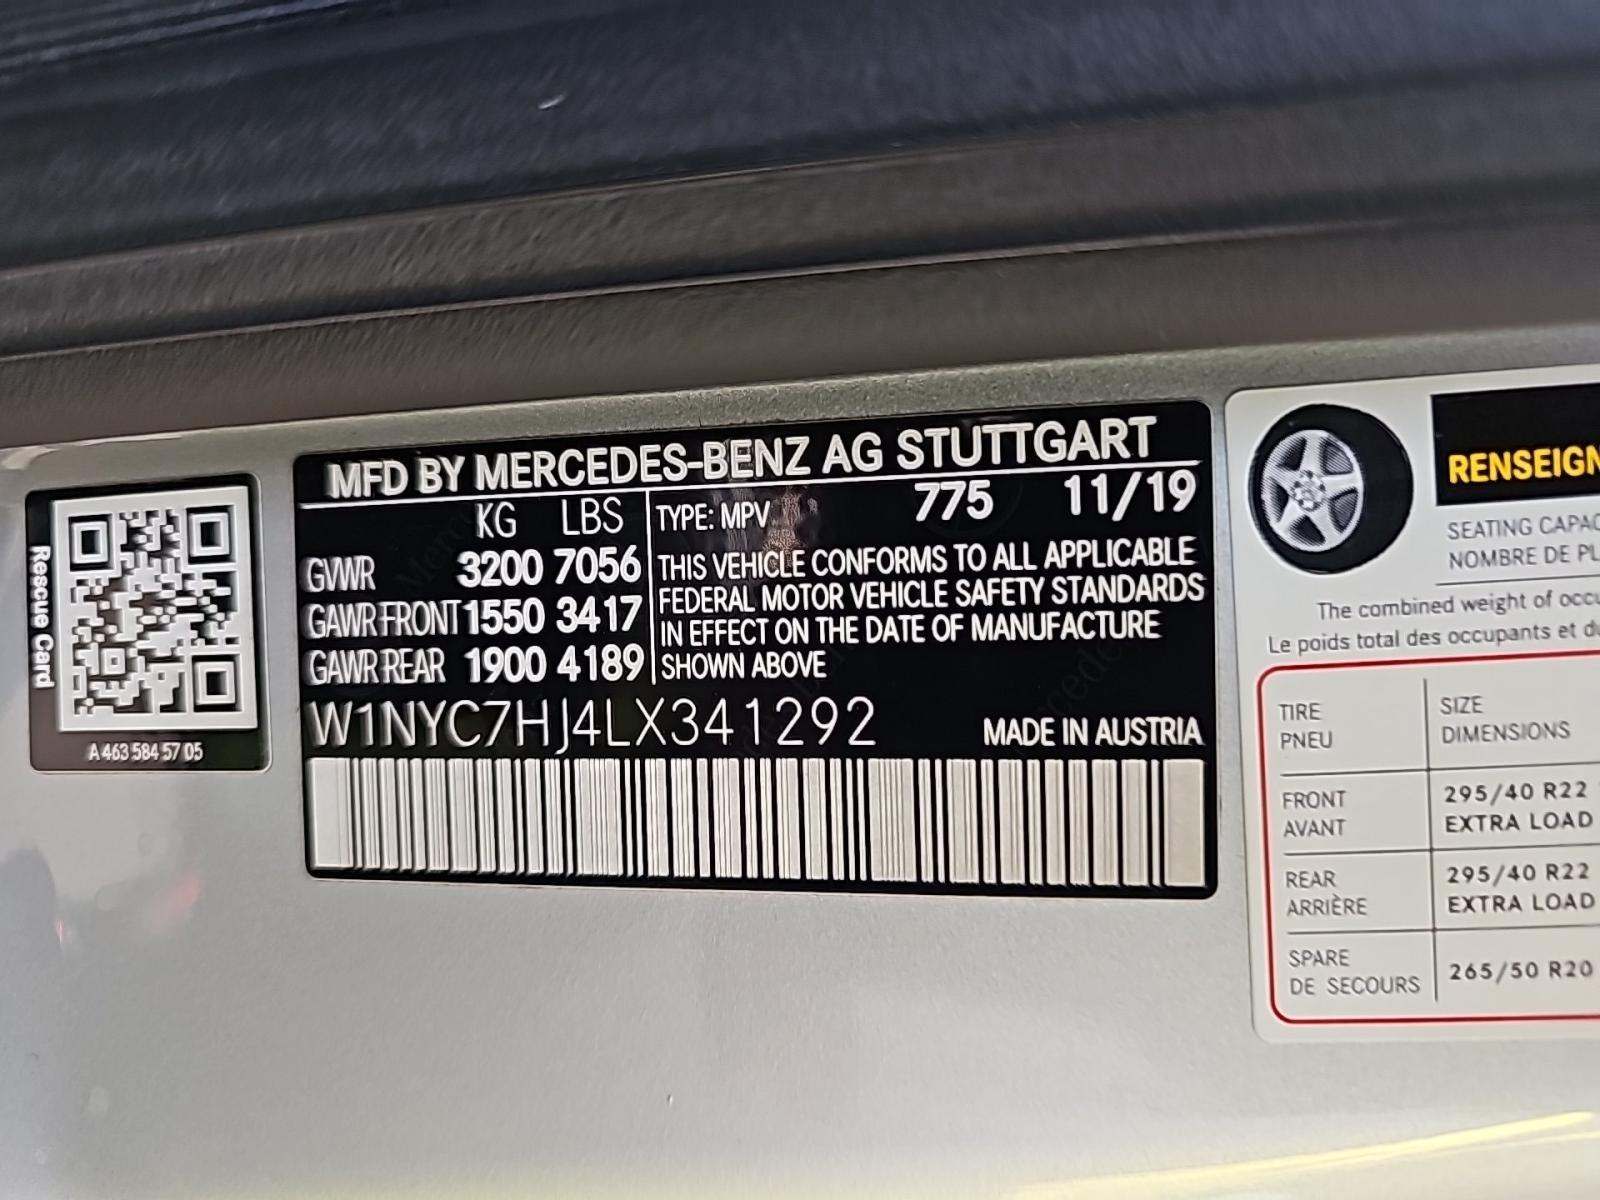 Rescue Card
A 463 584 57 05
MFD BY MERCEDES-BENZ AG STUTTGART
KG LBS
GVWR 3200 7056
GAWR FRONT 1550 3417
GAWR REAR 1900 4189
TYPE: MPV 775 11/19
THIS VEHICLE CONFORMS TO ALL APPLICABLE
FEDERAL MOTOR VEHICLE SAFETY STANDARDS
IN EFFECT ON THE DATE OF MANUFACTURE
SHOWN ABOVE
W1NYC7HJ4LX341292
MADE IN AUSTRIA
RENSEIGN
SEATING CAPAC
NOMBRE DE PL
The combined weight of occu
Le poids total des occupants et du
TIRE SIZE
PNEU DIMENSIONS
FRONT 295/40 R22
AVANT EXTRA LOAD
REAR 295/40 R22
ARRIÈRE EXTRA LOAD
SPARE 265/50 R20
DE SECOURS